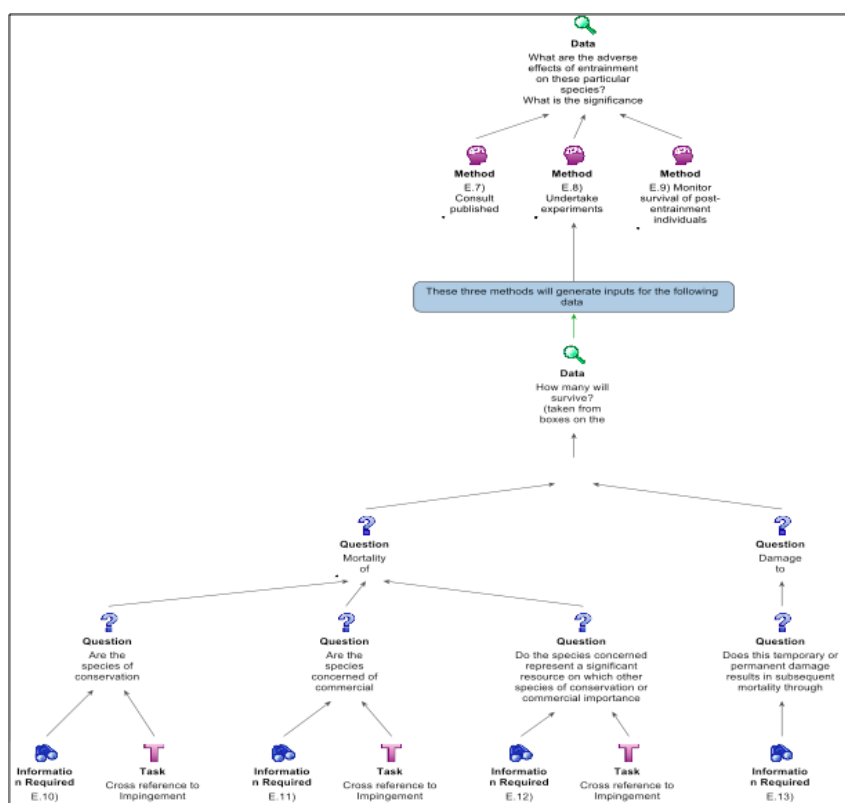 Data
What are the adverse
effects of entrainment
on these particular
species?
What is the significance
Method
E.7)
Consult
published
Method
E.8)
Undertake
experiments
Method
E.9) Monitor
survival of post-
entrainment
individuals
These three methods will generate inputs for the following
data
Data
How many will
survive?
(taken from
boxes on the
Question
Mortality
of
Question
Damage
to
Question
Are the
species of
conservation
Question
Are the
species
concerned of
commercial
Question
Do the species concerned
represent a significant
resource on which other
species of conservation or
commercial importance
Question
Does this temporary or
permanent damage
results in subsequent
mortality through
Informatio
n Required
E.10)
Task
Cross reference to
Impingement
Informatio
n Required
E.11)
Task
Cross reference to
Impingement
Informatio
n Required
E.12)
Task
Cross reference to
Impingement
Informatio
n Required
E.13)